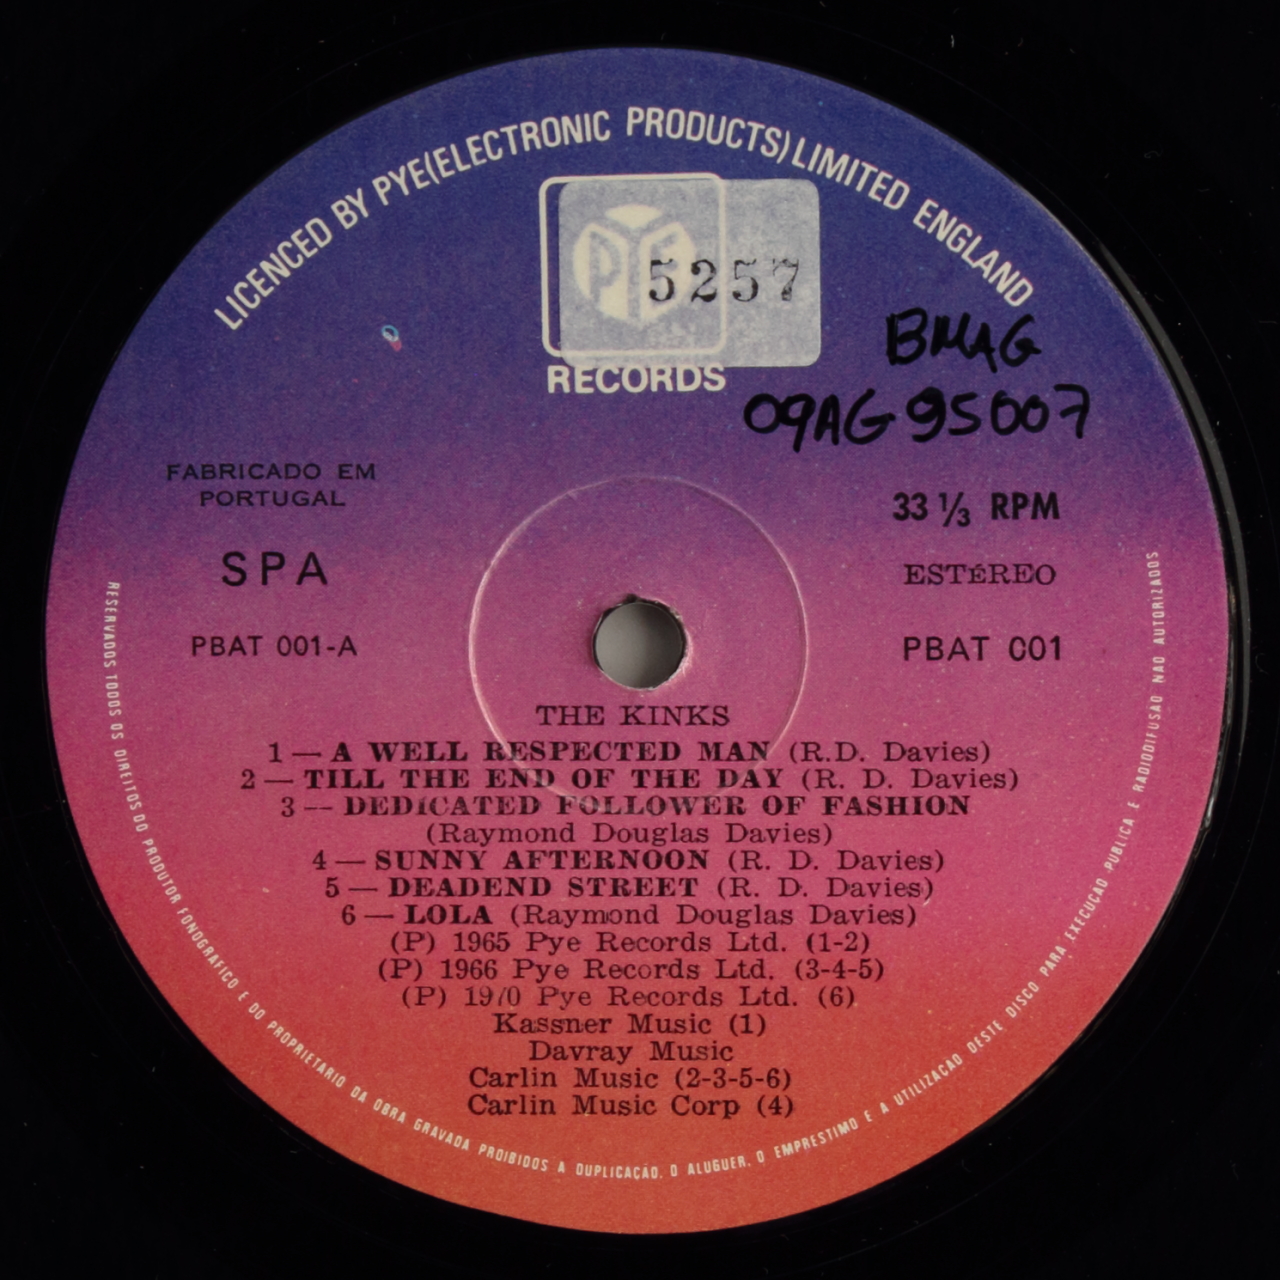 LICENCED BY PYE (ELECTRONIC PRODUCTS) LIMITED ENGLAND
PYE
5257
RECORDS
BMAG
09AG95007
FABRICADO EM
PORTUGAL
SPA
PBAT 001-A
33 ⅓ RPM
ESTÉREO
PBAT 001
THE KINKS
1 — A WELL RESPECTED MAN (R.D. Davies)
2 — TILL THE END OF THE DAY (R. D. Davies)
3 — DEDICATED FOLLOWER OF FASHION
(Raymond Douglas Davies)
4 — SUNNY AFTERNOON (R. D. Davies)
5 — DEADEND STREET (R. D. Davies)
6 — LOLA (Raymond Douglas Davies)
(P) 1965 Pye Records Ltd. (1-2)
(P) 1966 Pye Records Ltd. (3-4-5)
(P) 1970 Pye Records Ltd. (6)
Kassner Music (1)
Davray Music
Carlin Music (2-3-5-6)
Carlin Music Corp (4)
RESERVADOS TODOS OS DIREITOS DO PRODUTOR FONOGRAFICO E DO PROPRIETARIO DA OBRA GRAVADA PROIBIDOS A DUPLICAÇÃO, O ALUGUER, O EMPRESTIMO E A UTILIZAÇAO DESTE DISCO PARA EXECUÇAO PUBLICA E RADIODIFUSAO NAO AUTORIZADOS